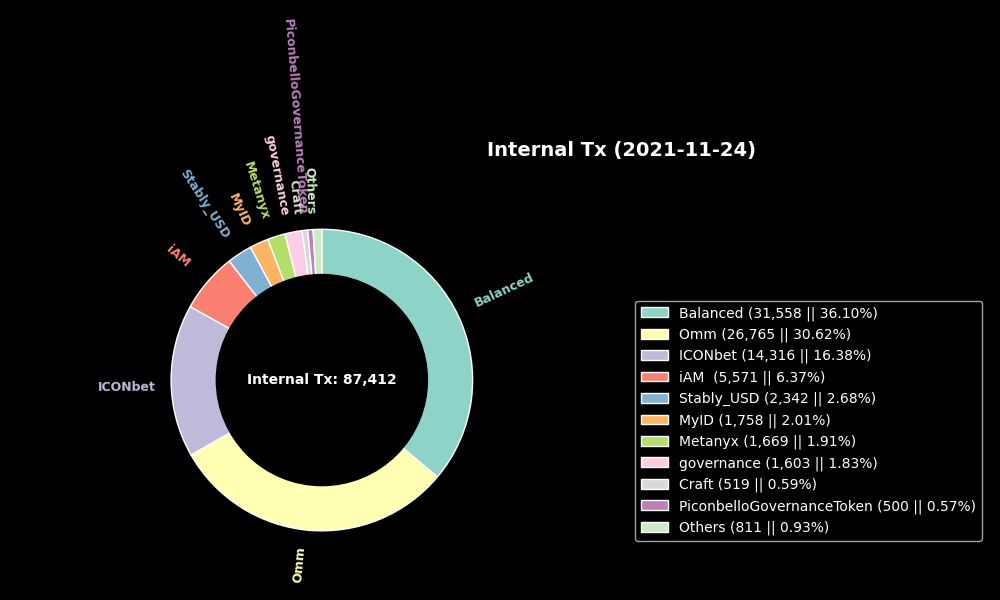 PiconbelloGovernanceToken
Others
Craft
governance
Metanyx
MyID
Stably_USD
iAM
Internal Tx (2021-11-24)
Balanced
ICONbet
Internal Tx: 87,412
Omm
Balanced (31,558 || 36.10%)
Omm (26,765 || 30.62%)
ICONbet (14,316 || 16.38%)
iAM  (5,571 || 6.37%)
Stably_USD (2,342 || 2.68%)
MyID (1,758 || 2.01%)
Metanyx (1,669 || 1.91%)
governance (1,603 || 1.83%)
Craft (519 || 0.59%)
PiconbelloGovernanceToken (500 || 0.57%)
Others (811 || 0.93%)